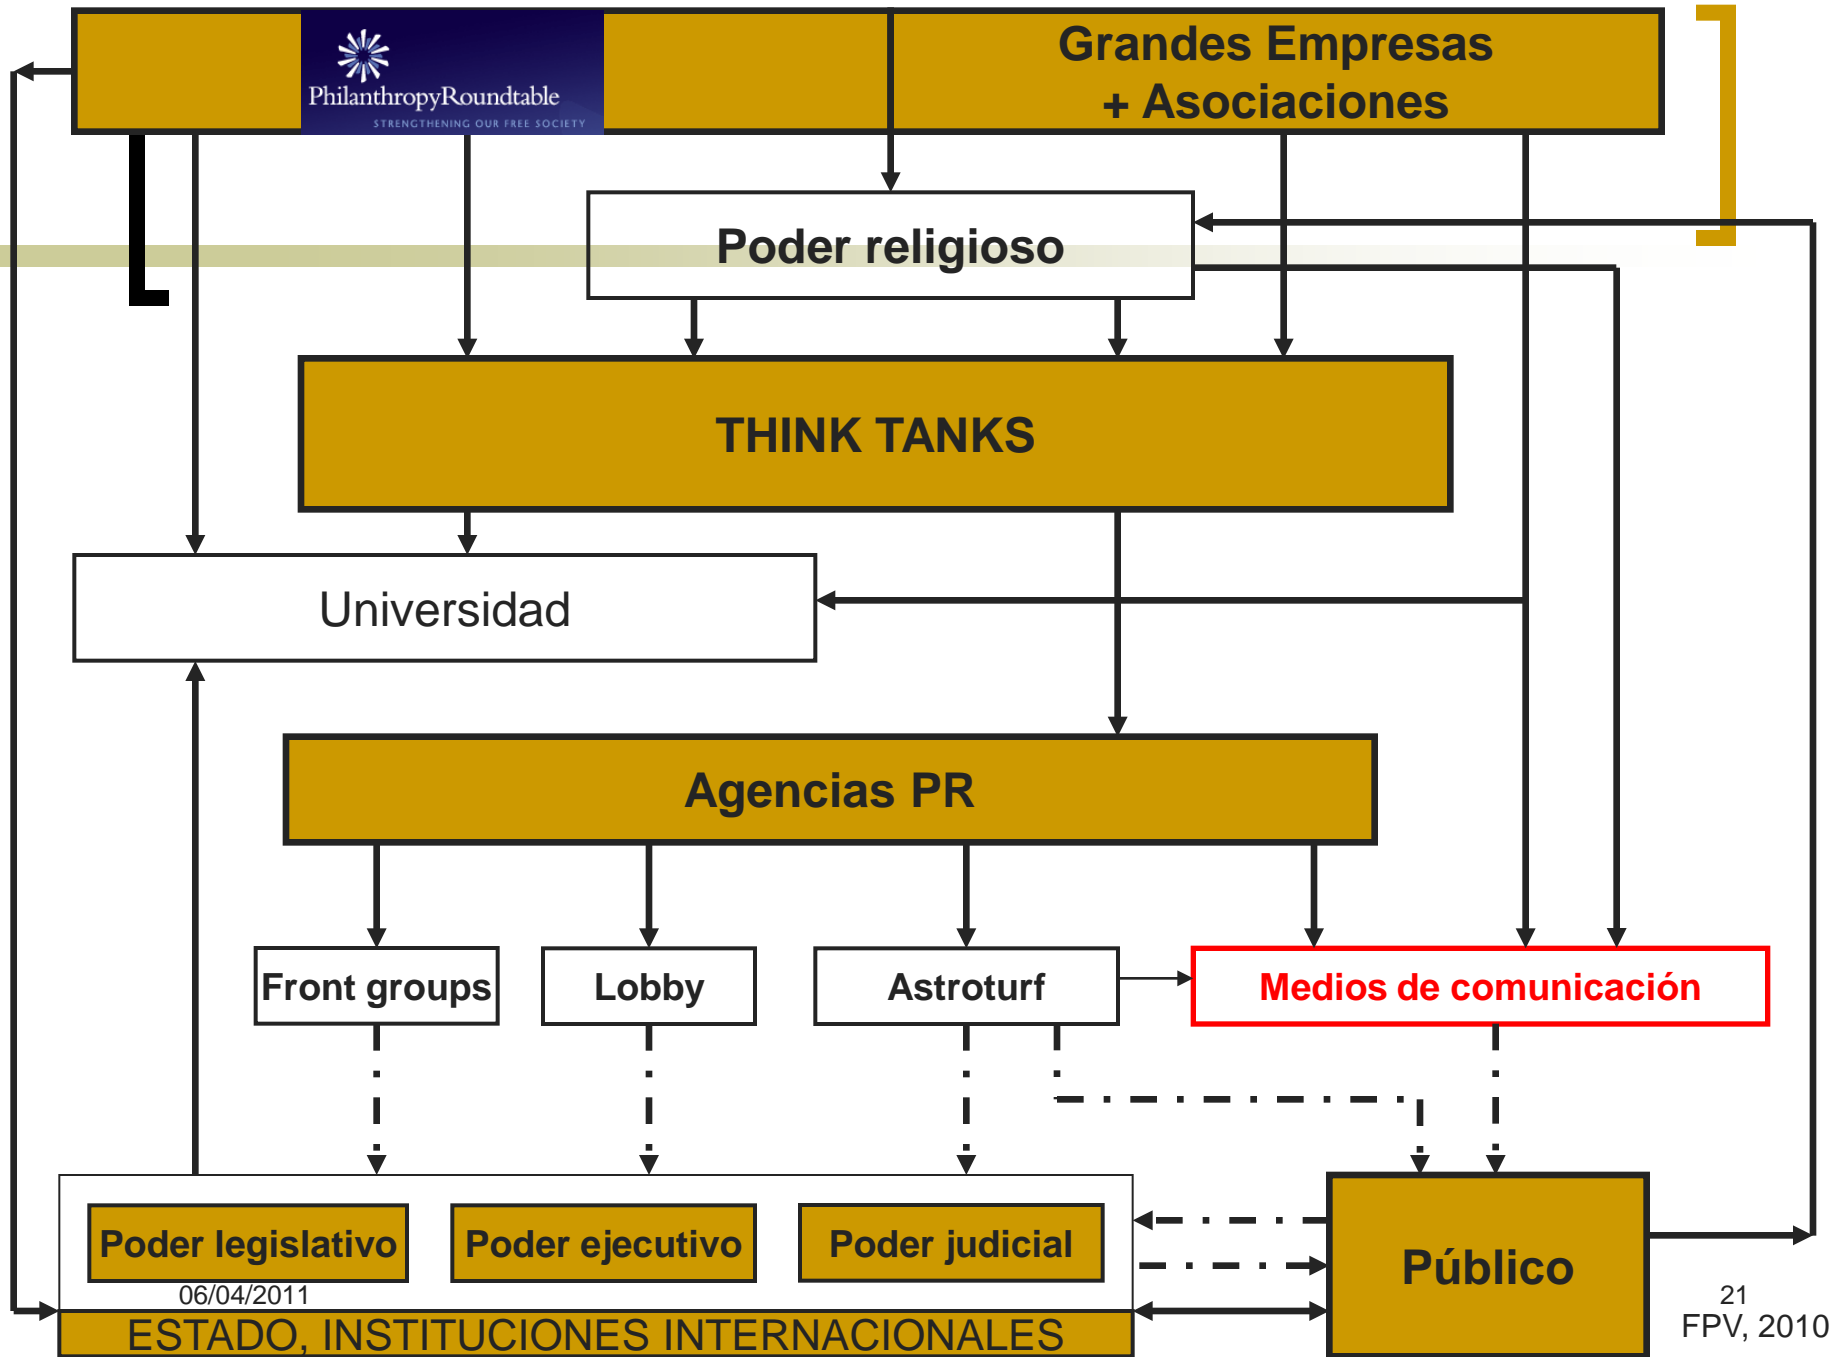 PhilanthropyRoundtable
STRENGTHENING OUR FREE SOCIETY
Grandes Empresas
+ Asociaciones
Poder religioso
THINK TANKS
Universidad
Agencias PR
Front groups
Lobby
Astroturf
Medios de comunicación
Poder legislativo
Poder ejecutivo
Poder judicial
Público
06/04/2011
ESTADO, INSTITUCIONES INTERNACIONALES
21
FPV, 2010